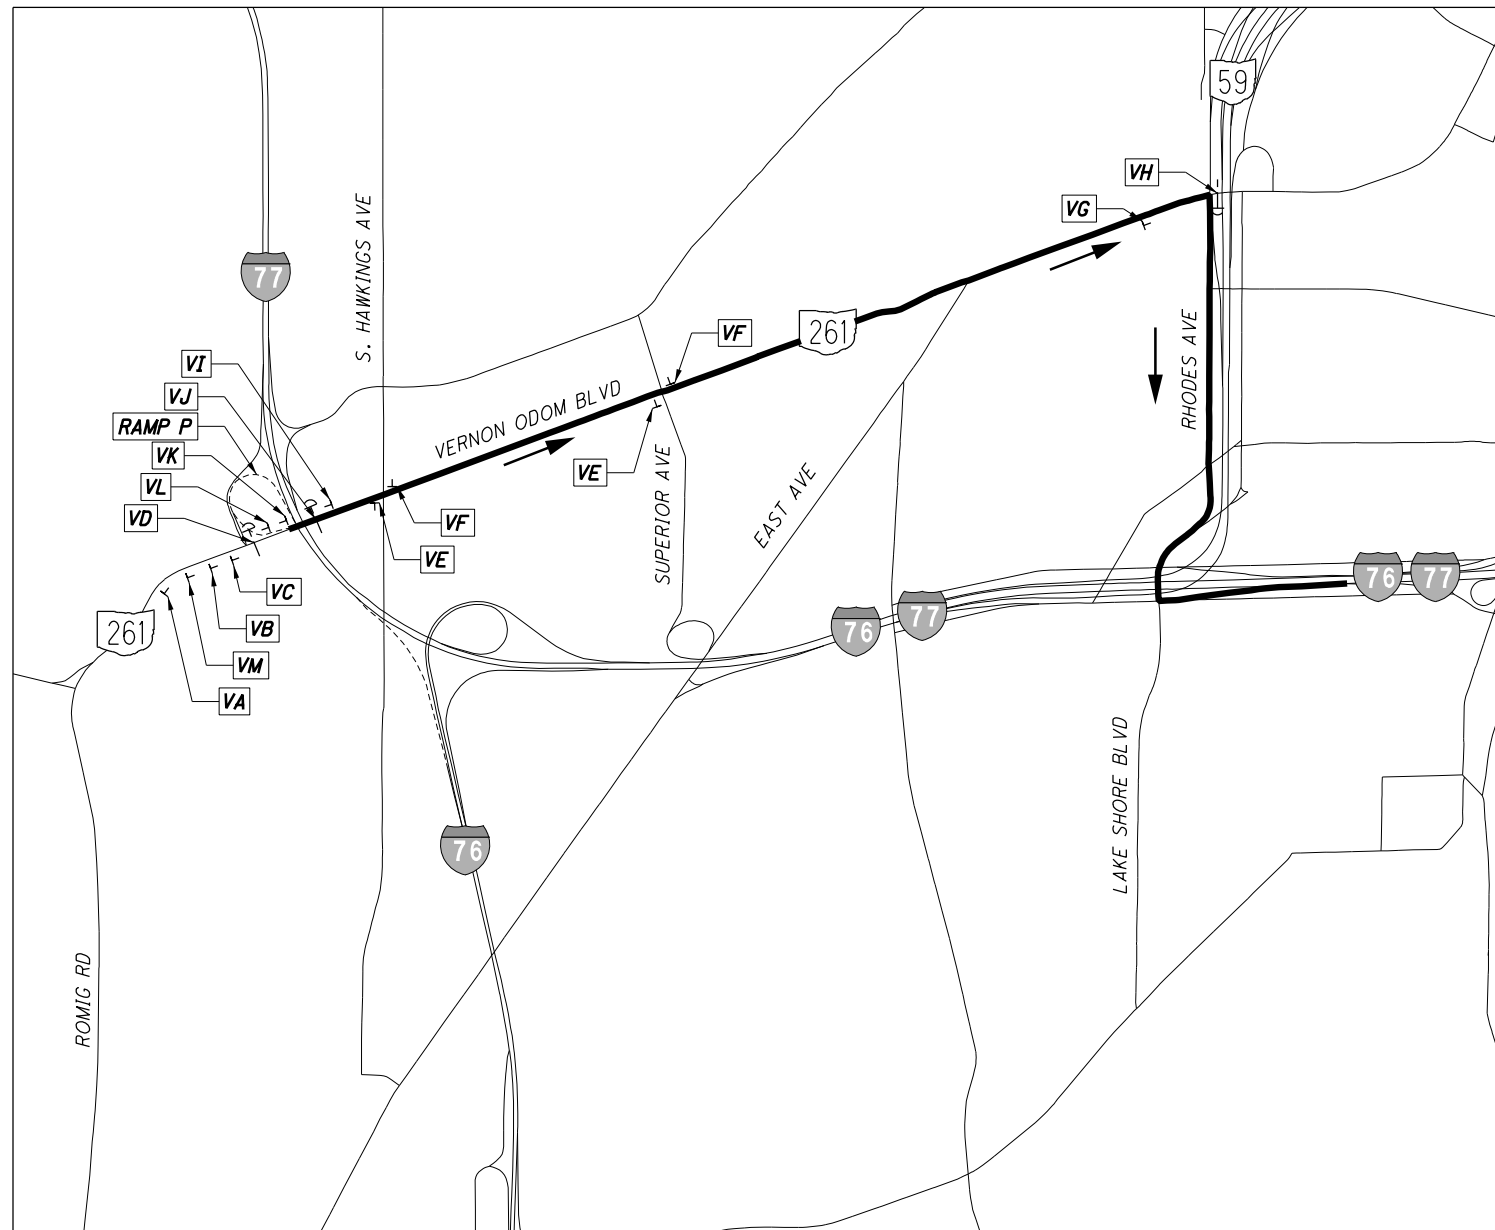 59
VH
VG
S. HAWKINGS AVE
77
261
RHODES AVE
VF
VI
VJ
RAMP P
VK
VL
VD
VERNON ODOM BLVD
VE
VF
VE
SUPERIOR AVE
EAST AVE
76
77
VC
VB
VM
VA
261
76
77
LAKE SHORE BLVD
76
ROMIG RD